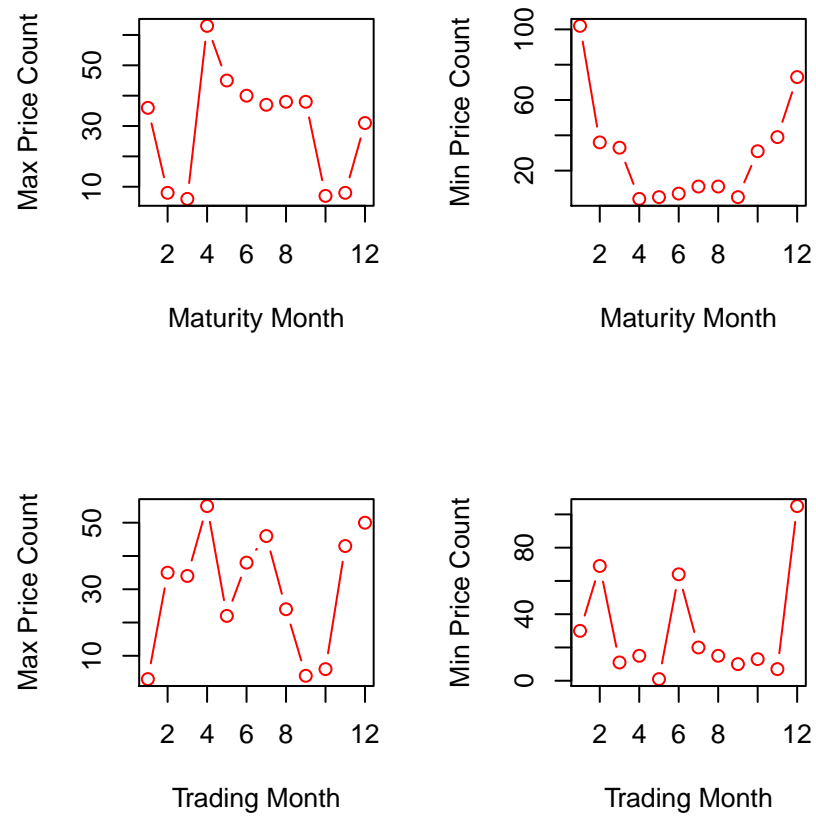 Max Price Count
10 30 50
2 4 6 8 12
Maturity Month
Min Price Count
20 60 100
2 4 6 8 12
Maturity Month
Max Price Count
10 30 50
2 4 6 8 12
Trading Month
Min Price Count
0 40 80
2 4 6 8 12
Trading Month